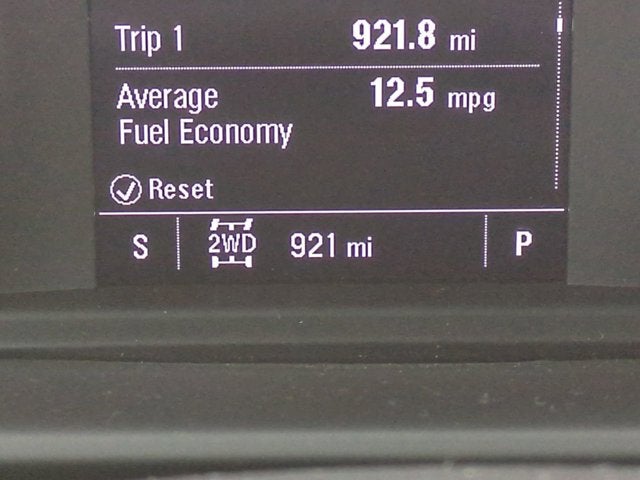 Trip 1 921.8 mi
Average 12.5 mpg
Fuel Economy
Reset
S 2WD 921 mi P